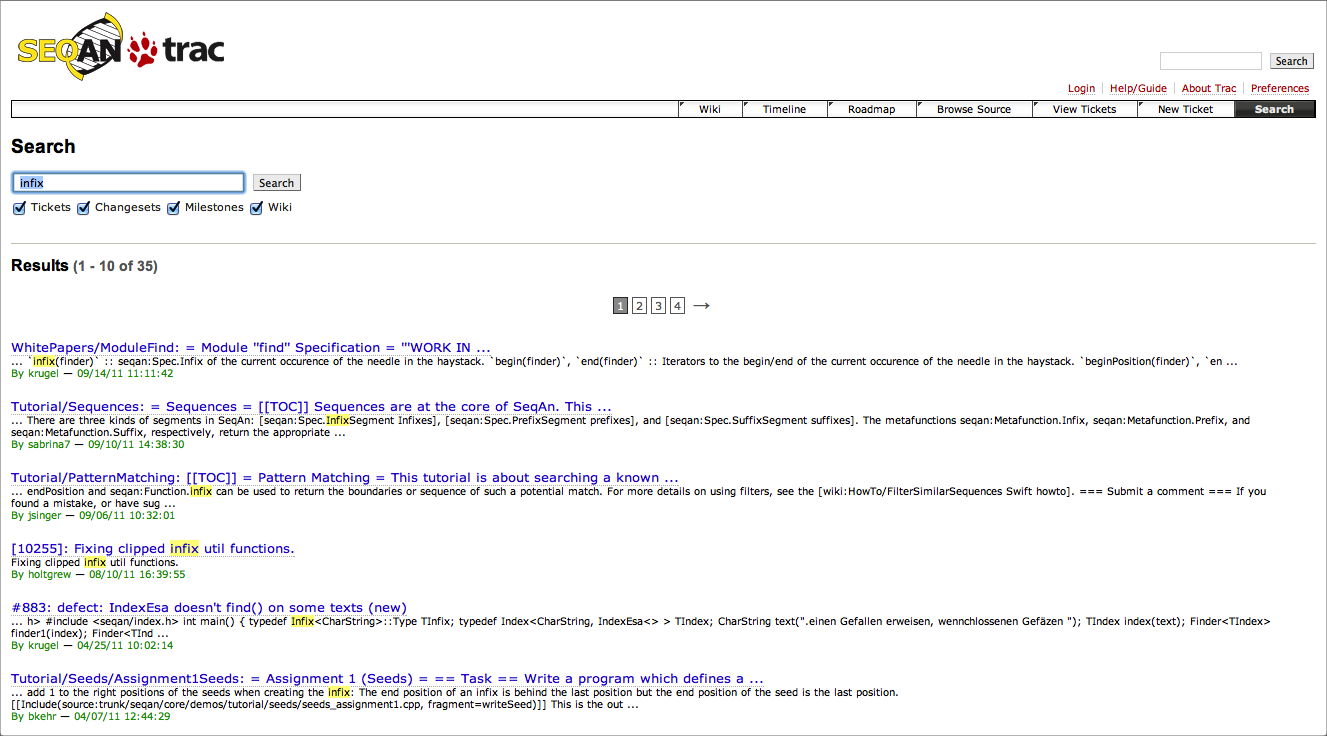 SEQAN trac
Search
Login Help/Guide About Trac Preferences
Wiki Timeline Roadmap Browse Source View Tickets New Ticket Search
Search
infix Search
Tickets Changesets Milestones Wiki
Results (1 - 10 of 35)
1 2 3 4 →
WhitePapers/ModuleFind: = Module "find" Specification = '''WORK IN ...
... `infix(finder)` :: seqan:Spec.Infix of the current occurence of the needle in the haystack. `begin(finder)`, `end(finder)` :: Iterators to the begin/end of the current occurence of the needle in the haystack. `beginPosition(finder)`, `en ...
By krugel — 09/14/11 11:11:42
Tutorial/Sequences: = Sequences = [[TOC]] Sequences are at the core of SeqAn. This ...
... There are three kinds of segments in SeqAn: [seqan:Spec.InfixSegment Infixes], [seqan:Spec.PrefixSegment prefixes], and [seqan:Spec.SuffixSegment suffixes]. The metafunctions seqan:Metafunction.Infix, seqan:Metafunction.Prefix, and
seqan:Metafunction.Suffix, respectively, return the appropriate ...
By sabrina7 — 09/10/11 14:38:30
Tutorial/PatternMatching: [[TOC]] = Pattern Matching = This tutorial is about searching a known ...
... endPosition and seqan:Function.infix can be used to return the boundaries or sequence of such a potential match. For more details on using filters, see the [wiki:HowTo/FilterSimilarSequences Swift howto]. === Submit a comment === If you
found a mistake, or have sug ...
By jsinger — 09/06/11 10:32:01
[10255]: Fixing clipped infix util functions.
Fixing clipped infix util functions.
By holtgrew — 08/10/11 16:39:55
#883: defect: IndexEsa doesn't find() on some texts (new)
... h> #include <seqan/index.h> int main() { typedef Infix<CharString>::Type TInfix; typedef Index<CharString, IndexEsa<> > TIndex; CharString text(".einen Gefallen erweisen, wennchlossenen Gefäzen "); TIndex index(text); Finder<TIndex>
finder1(index); Finder<TInd ...
By krugel — 04/25/11 10:02:14
Tutorial/Seeds/Assignment1Seeds: = Assignment 1 (Seeds) = == Task == Write a program which defines a ...
... add 1 to the right positions of the seeds when creating the infix: The end position of an infix is behind the last position but the end position of the seed is the last position.
[[Include(source:trunk/seqan/core/demos/tutorial/seeds/seeds_assignment1.cpp, fragment=writeSeed)]] This is the out ...
By bkehr — 04/07/11 12:44:29